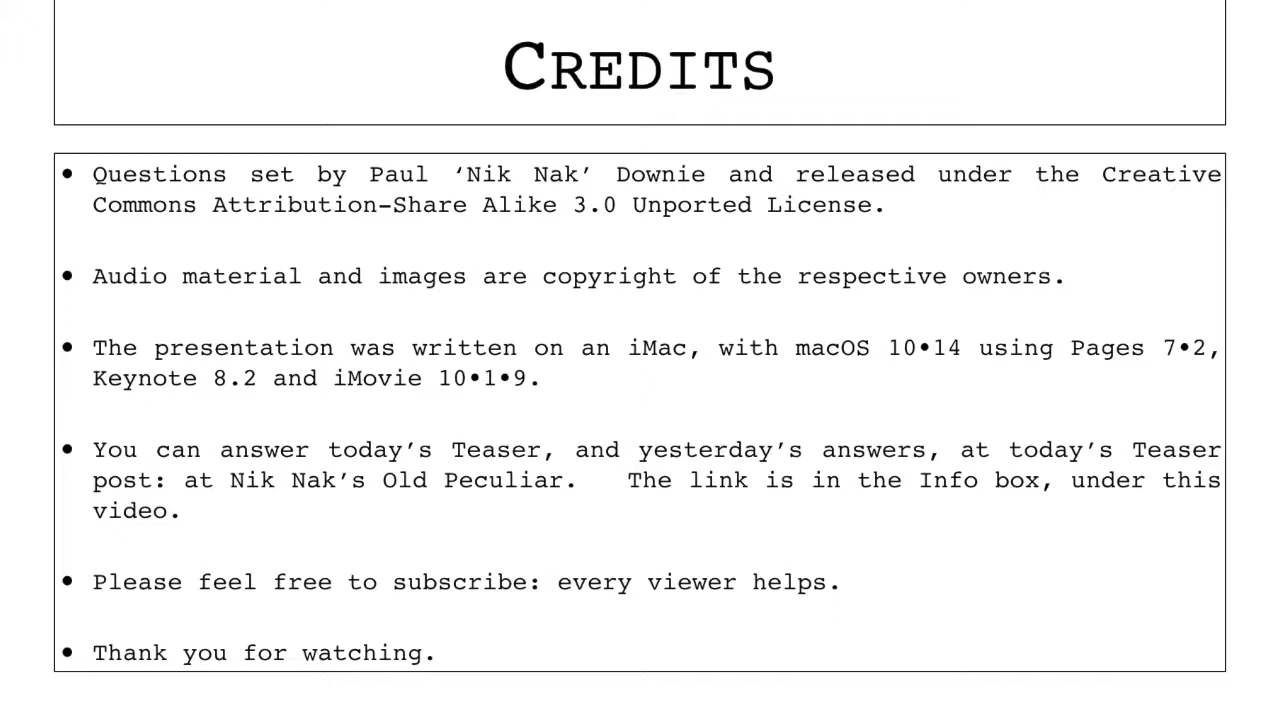 CREDITS
• Questions set by Paul ‘Nik Nak’ Downie and released under the Creative
Commons Attribution-Share Alike 3.0 Unported License.
• Audio material and images are copyright of the respective owners.
• The presentation was written on an iMac, with macOS 10•14 using Pages 7•2,
Keynote 8.2 and iMovie 10•1•9.
• You can answer today’s Teaser, and yesterday’s answers, at today’s Teaser
post: at Nik Nak’s Old Peculiar. The link is in the Info box, under this
video.
• Please feel free to subscribe: every viewer helps.
• Thank you for watching.